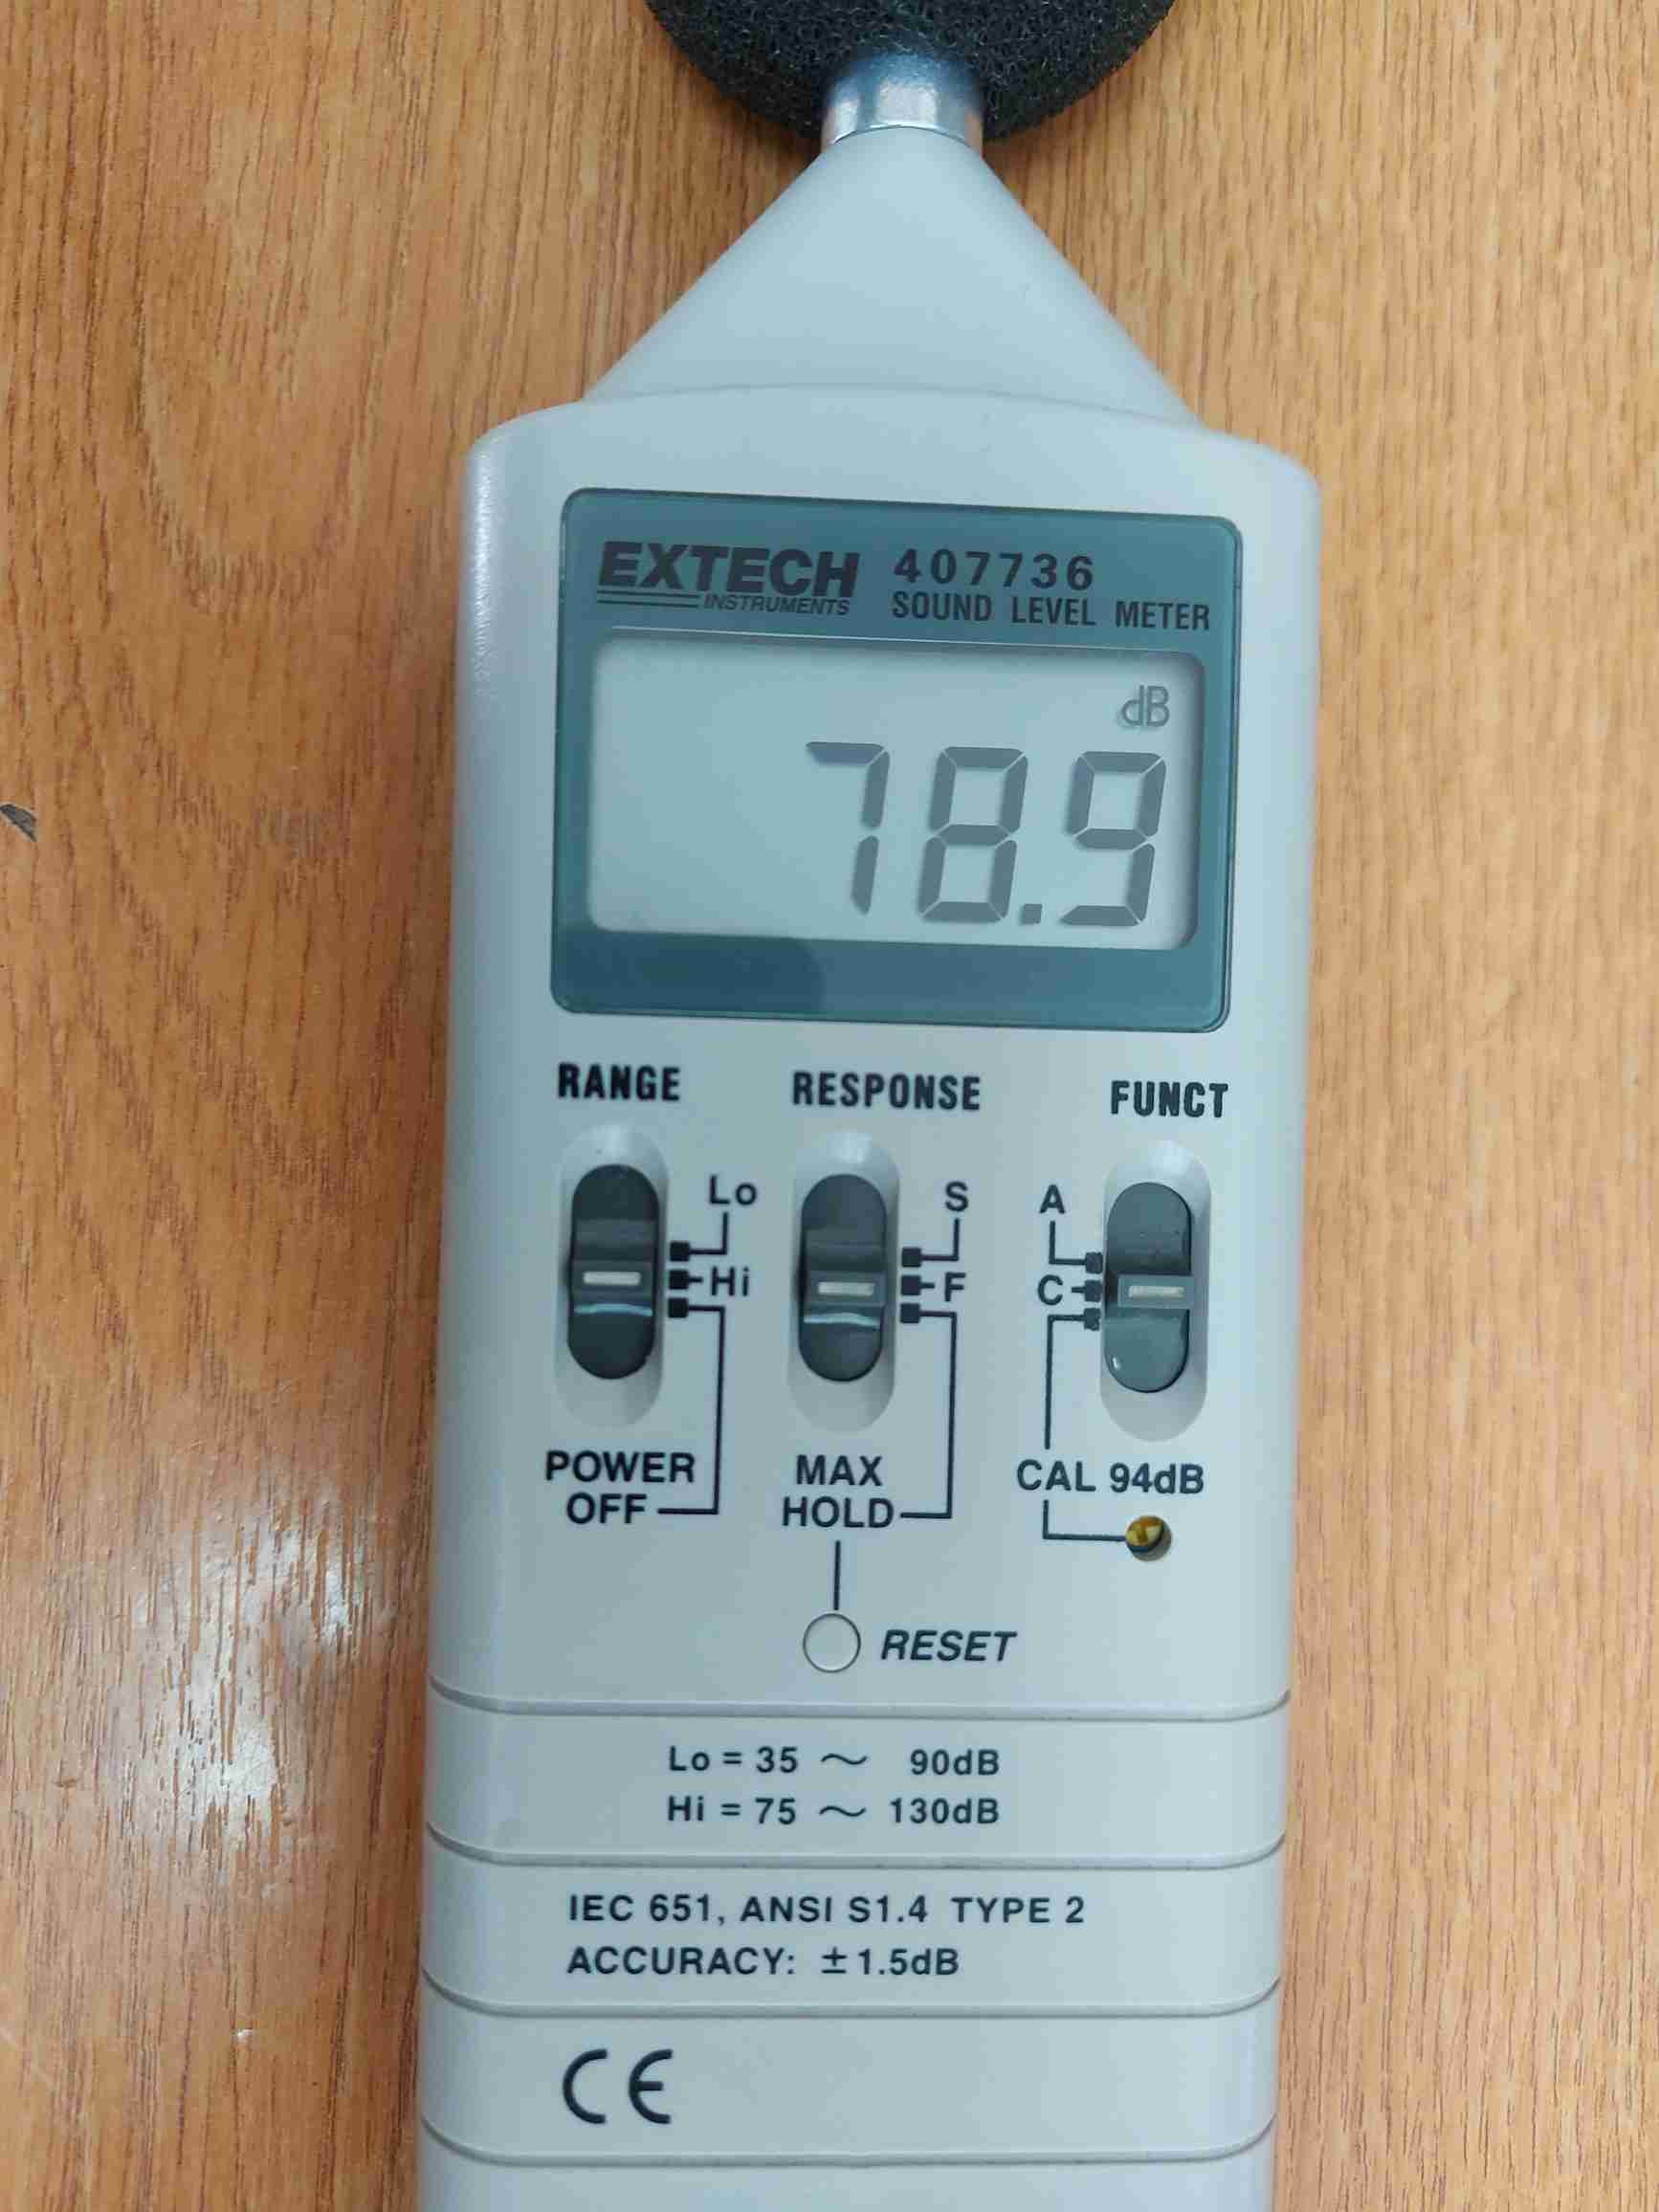 EXTECH 407736
INSTRUMENTS SOUND LEVEL METER
dB
78.9
RANGE RESPONSE FUNCT
Lo S A
Hi F C
POWER OFF
MAX HOLD
CAL 94dB
RESET
Lo = 35 ~ 90dB
Hi = 75 ~ 130dB
IEC 651, ANSI S1.4 TYPE 2
ACCURACY: ±1.5dB
CE